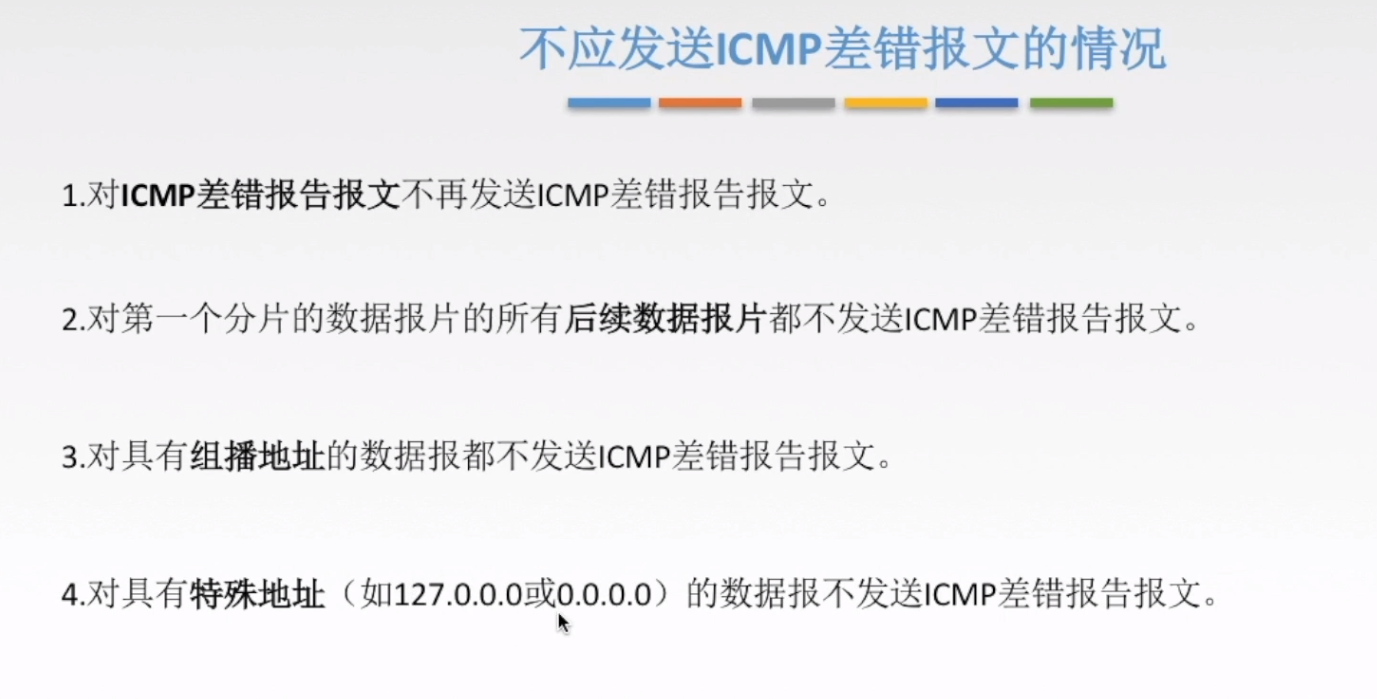 不应发送ICMP差错报文的情况
1.对ICMP差错报告报文不再发送ICMP差错报告报文。
2.对第一个分片的数据报片的所有后续数据报片都不发送ICMP差错报告报文。
3.对具有组播地址的数据报都不发送ICMP差错报告报文。
4.对具有特殊地址（如127.0.0.0或0.0.0.0）的数据报不发送ICMP差错报告报文。